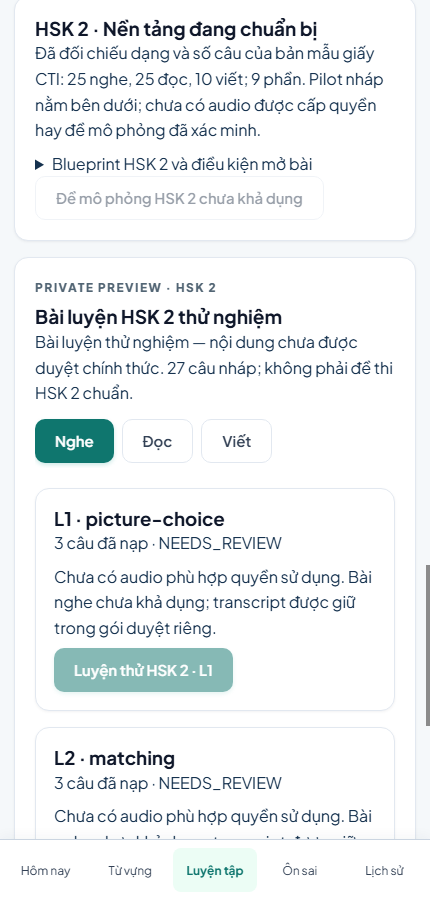 HSK 2 · Nền tảng đang chuẩn bị
Đã đối chiếu dạng và số câu của bản mẫu giấy
CTI: 25 nghe, 25 đọc, 10 viết; 9 phần. Pilot nháp
nằm bên dưới; chưa có audio được cấp quyền
hay đề mô phỏng đã xác minh.
▶ Blueprint HSK 2 và điều kiện mở bài
Đề mô phỏng HSK 2 chưa khả dụng
PRIVATE PREVIEW · HSK 2
Bài luyện HSK 2 thử nghiệm
Bài luyện thử nghiệm — nội dung chưa được
duyệt chính thức. 27 câu nháp; không phải đề thi
HSK 2 chuẩn.
Nghe
Đọc
Viết
L1 · picture-choice
3 câu đã nạp · NEEDS_REVIEW
Chưa có audio phù hợp quyền sử dụng. Bài
nghe chưa khả dụng; transcript được giữ
trong gói duyệt riêng.
Luyện thử HSK 2 · L1
L2 · matching
3 câu đã nạp · NEEDS_REVIEW
Chưa có audio phù hợp quyền sử dụng. Bài
Hôm nay
Từ vựng
Luyện tập
Ôn sai
Lịch sử